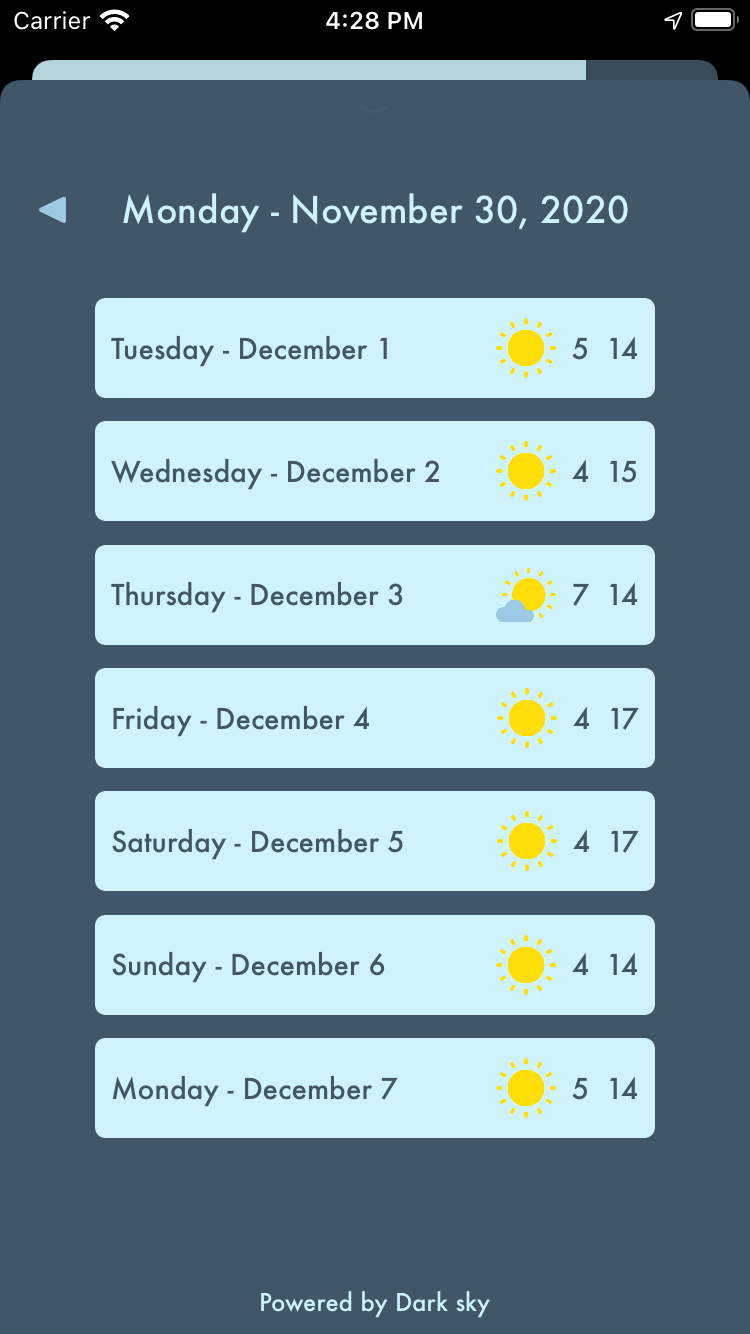 Carrier 4:28 PM
Monday - November 30, 2020
Tuesday - December 1 5 14
Wednesday - December 2 4 15
Thursday - December 3 7 14
Friday - December 4 4 17
Saturday - December 5 4 17
Sunday - December 6 4 14
Monday - December 7 5 14
Powered by Dark sky